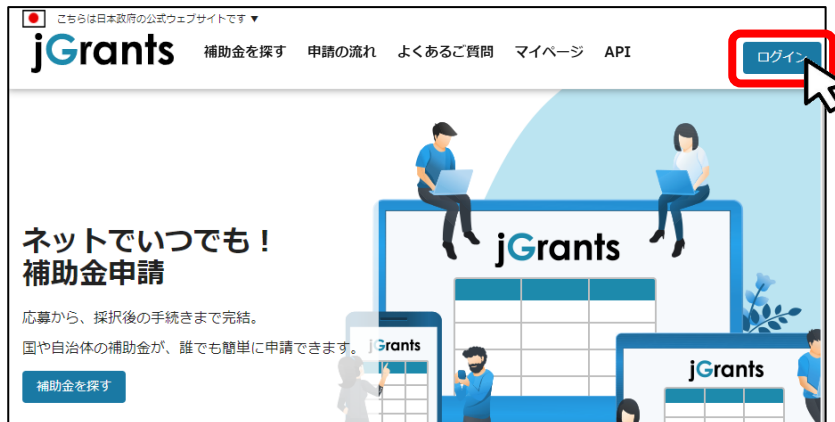 こちらは日本政府の公式ウェブサイトです ▼
jGrants 補助金を探す 申請の流れ よくあるご質問 マイページ API ログイン
jGrants
ネットでいつでも！
補助金申請
応募から、採択後の手続きまで完結。
国や自治体の補助金が、誰でも簡単に申請できます。
jGrants
jGrants
補助金を探す